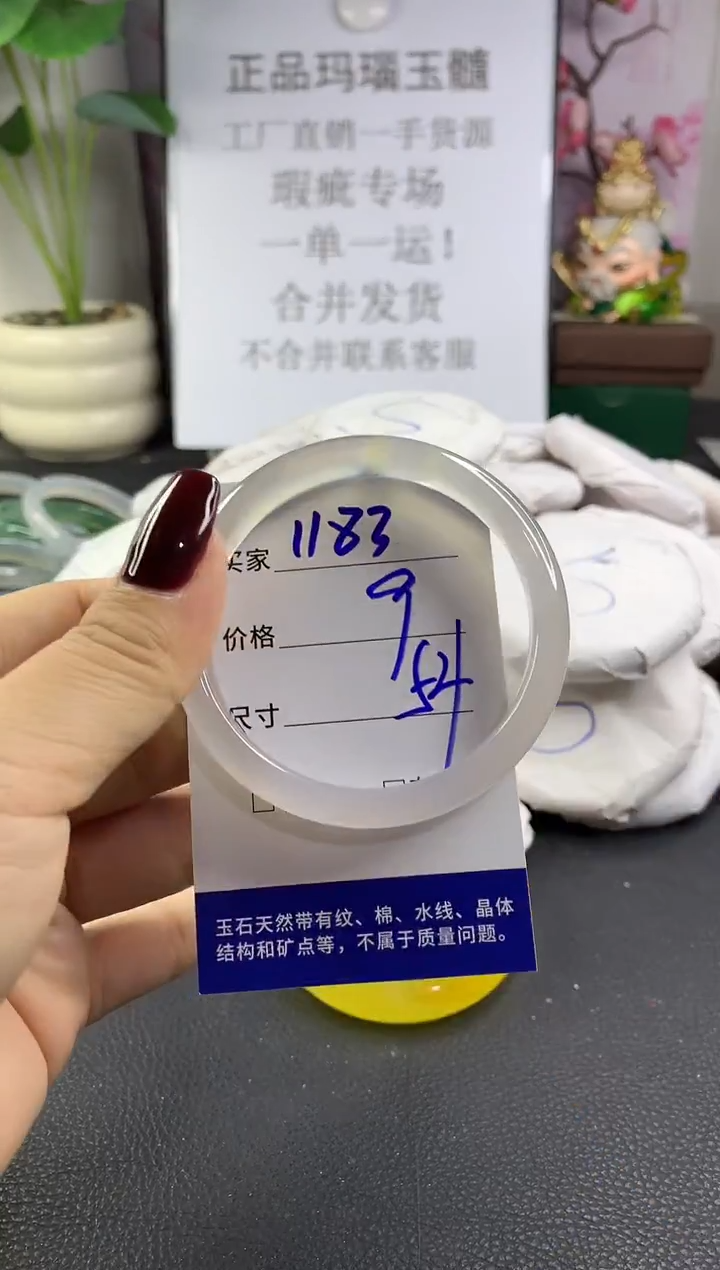 正品玛瑙玉髓
工厂直销一手货源
瑕疵专场
一单一运！
合并发货
不合并联系客服
买家 1183
价格 9
尺寸 54
玉石天然带有纹、棉、水线、晶体
结构和矿点等，不属于质量问题。